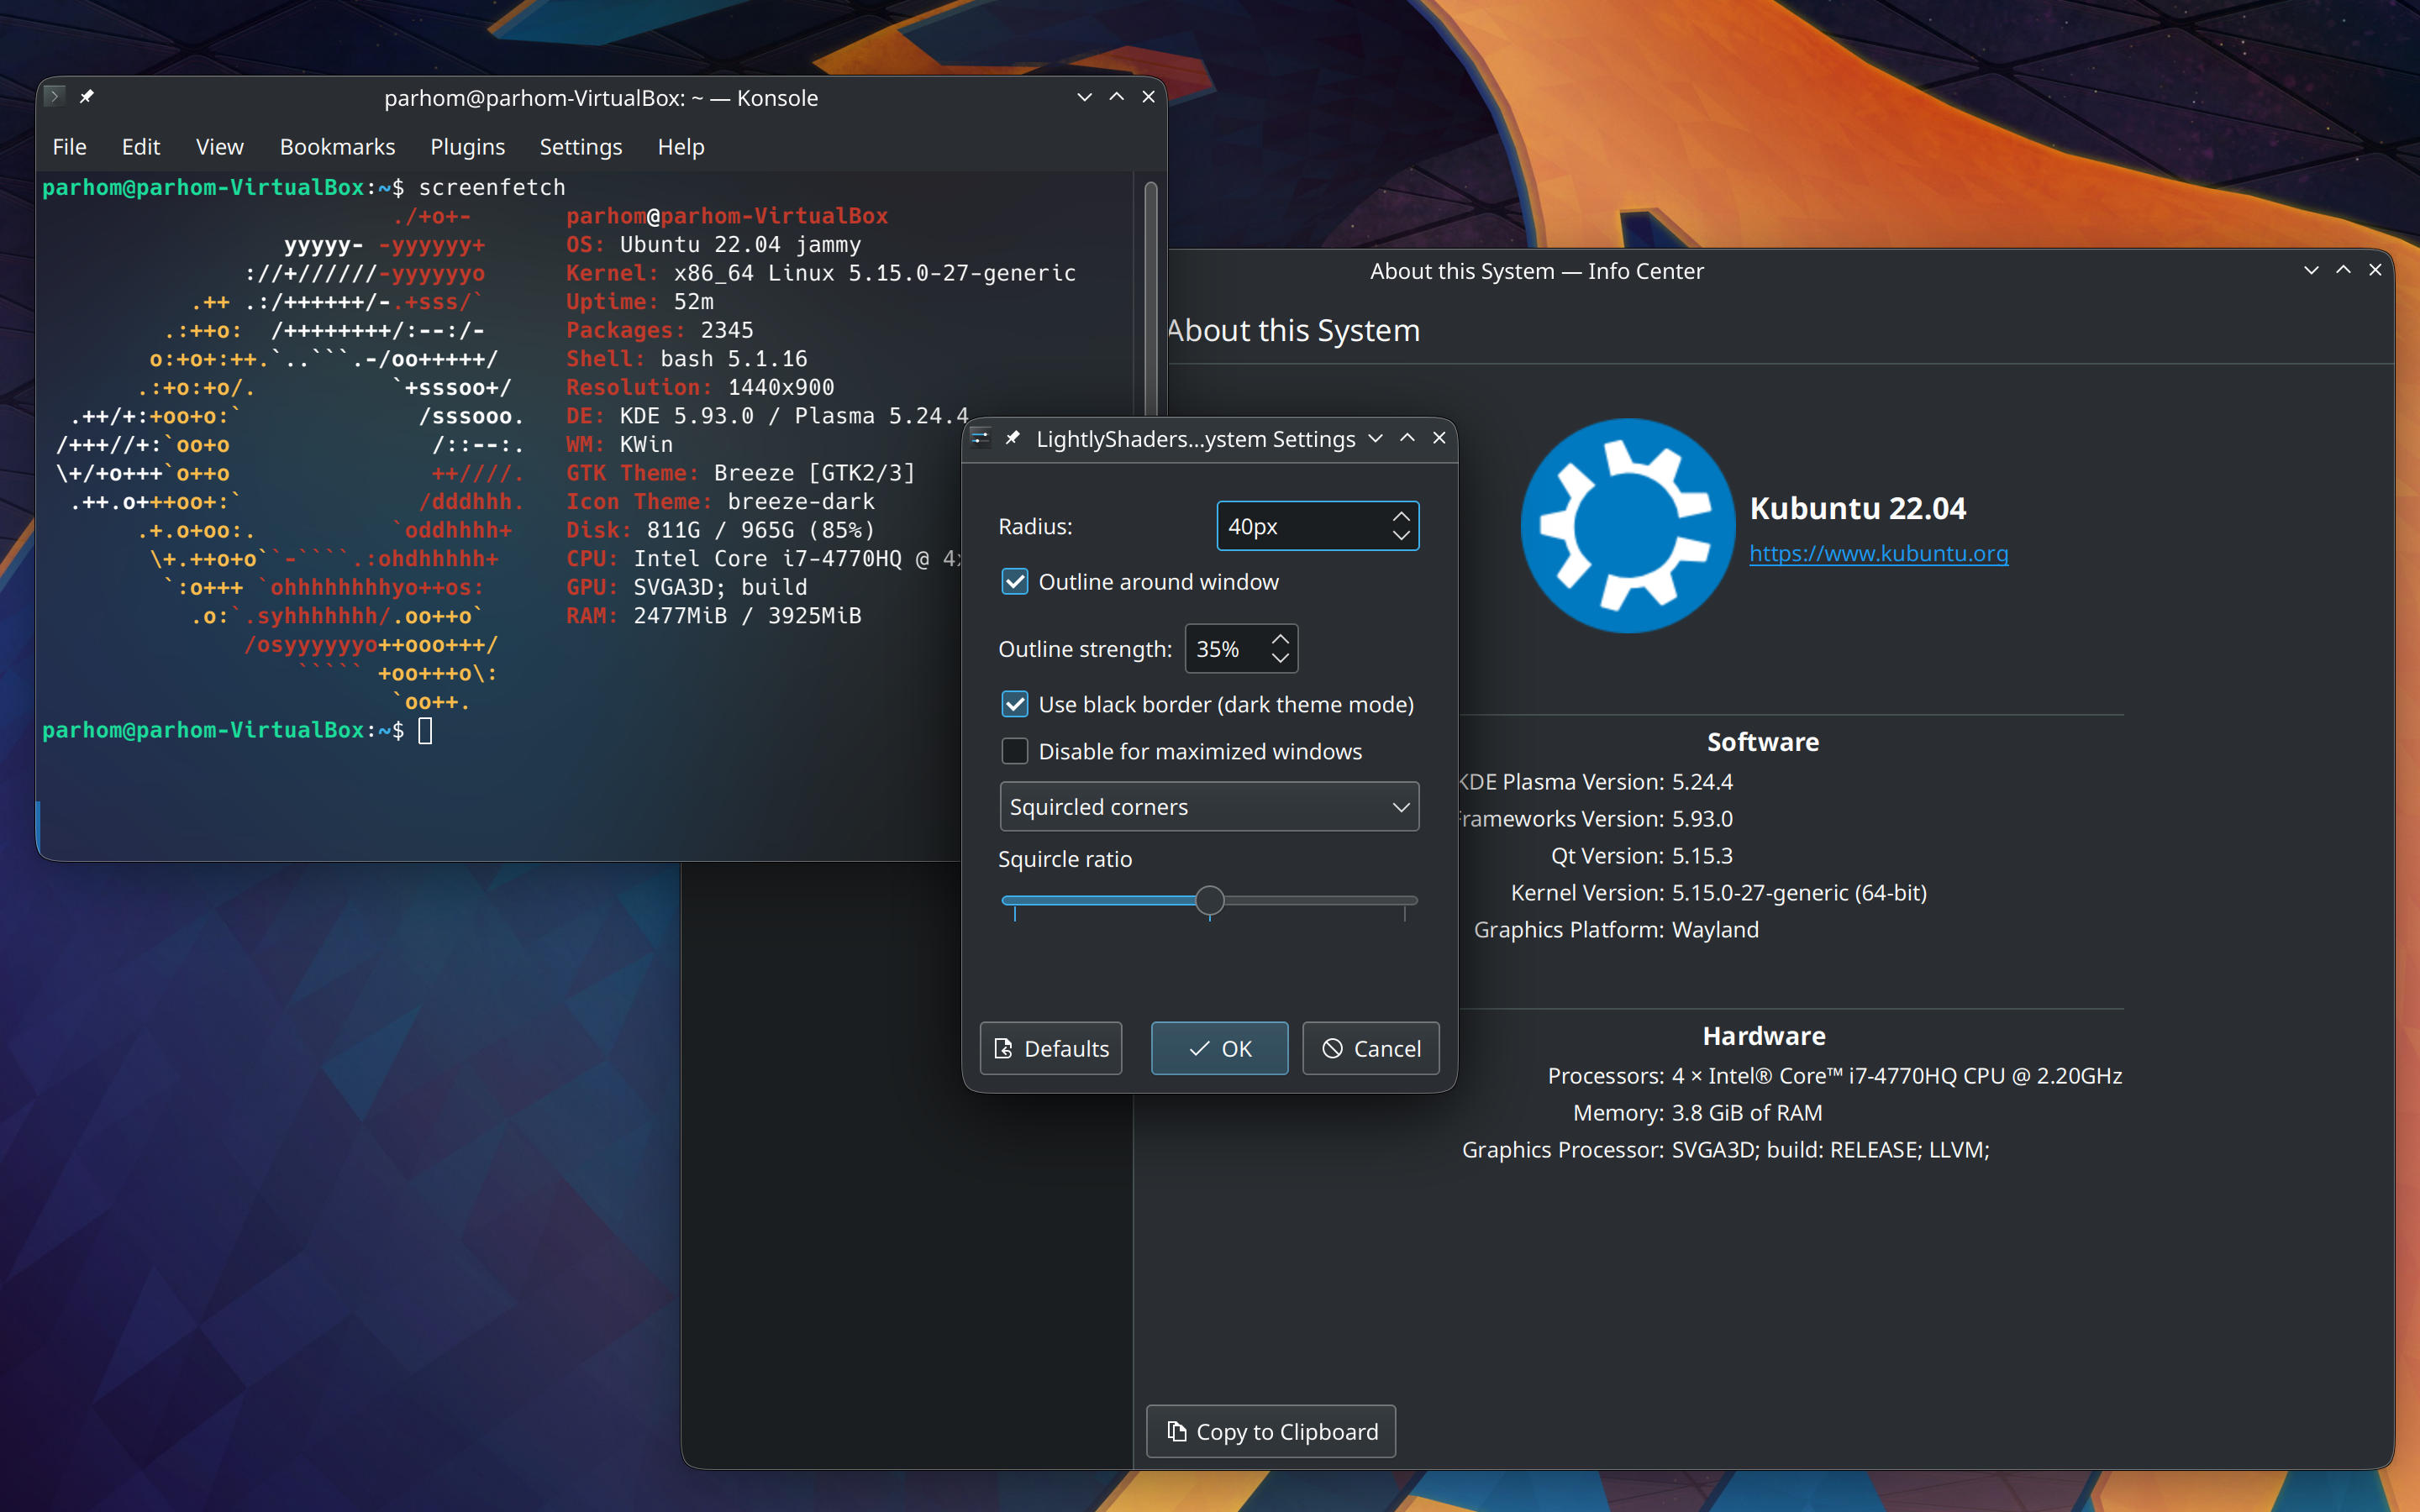 parhom@parhom-VirtualBox: ~ — Konsole
File Edit View Bookmarks Plugins Settings Help
parhom@parhom-VirtualBox:~$ screenfetch
./+o+- parhom@parhom-VirtualBox
yyyyy- -yyyyyy+ OS: Ubuntu 22.04 jammy
://+//////-yyyyyyo Kernel: x86_64 Linux 5.15.0-27-generic
.++ .:/++++++/-.+sss/` Uptime: 52m
.:++o: /++++++++/:--:/- Packages: 2345
o:+o+:++.`..```.-/oo+++++/ Shell: bash 5.1.16
.:+o:+o/. `+sssoo+/ Resolution: 1440x900
.++/+:+oo+o:` /sssooo. DE: KDE 5.93.0 / Plasma 5.24.4
/+++//+:`oo+o /::--:. WM: KWin
\+/+o+++`o++o ++////. GTK Theme: Breeze [GTK2/3]
.++.o+++oo+:` /dddhhh. Icon Theme: breeze-dark
.+.o+oo:. `oddhhhh+ Disk: 811G / 965G (85%)
\+.++o+o``-````.:ohdhhhhh+ CPU: Intel Core i7-4770HQ @ 4x
`:o+++ `ohhhhhhhhyo++os: GPU: SVGA3D; build
.o:`.syhhhhhhh/.oo++o` RAM: 2477MiB / 3925MiB
/osyyyyyyo++ooo+++/
````` +oo+++o\:
`oo++.
parhom@parhom-VirtualBox:~$
About this System — Info Center
About this System
Kubuntu 22.04
https://www.kubuntu.org
Software
KDE Plasma Version: 5.24.4
Frameworks Version: 5.93.0
Qt Version: 5.15.3
Kernel Version: 5.15.0-27-generic (64-bit)
Graphics Platform: Wayland
Hardware
Processors: 4 × Intel® Core™ i7-4770HQ CPU @ 2.20GHz
Memory: 3.8 GiB of RAM
Graphics Processor: SVGA3D; build: RELEASE; LLVM;
Copy to Clipboard
LightlyShaders...ystem Settings
Radius: 40px
Outline around window
Outline strength: 35%
Use black border (dark theme mode)
Disable for maximized windows
Squircled corners
Squircle ratio
Defaults OK Cancel